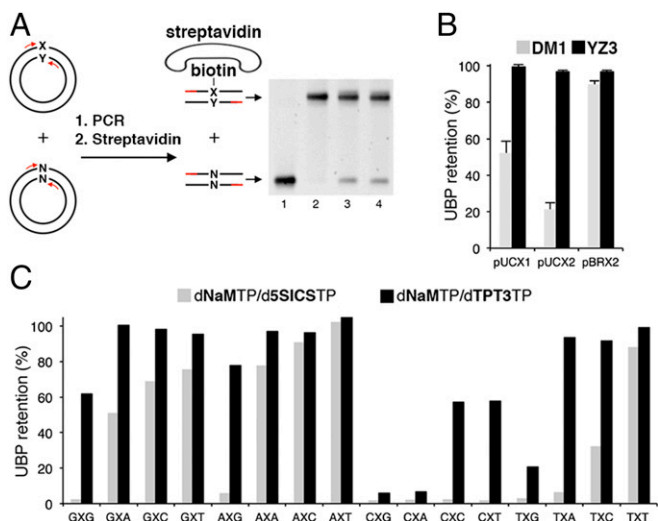 A
streptavidin
biotin
X
Y
X
Y
+
1. PCR
2. Streptavidin
+
N
N
N
N
1 2 3 4
B
DM1 YZ3
UBP retention (%)
100
80
60
40
20
0
pUCX1 pUCX2 pBRX2
C
dNaMTP/d5SICSTP dNaMTP/dTPT3TP
UBP retention (%)
100
80
60
40
20
0
GXG GXA GXC GXT AXG AXA AXC AXT CXG CXA CXC CXT TXG TXA TXC TXT